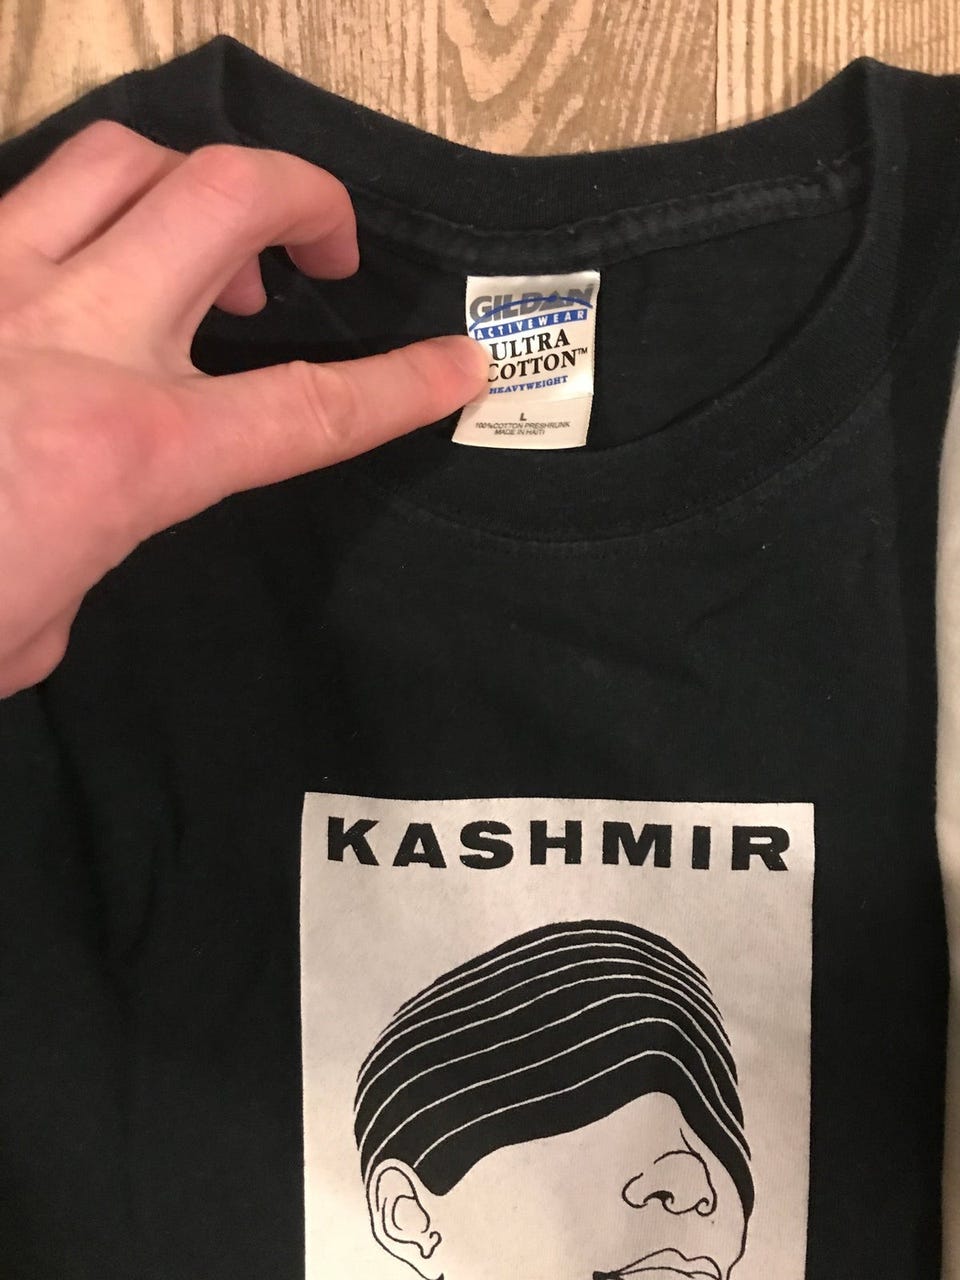 GILDAN
ACTIVEWEAR
ULTRA
COTTON™
HEAVYWEIGHT
L
100% COTTON PRESHRUNK
MADE IN HAITI
KASHMIR